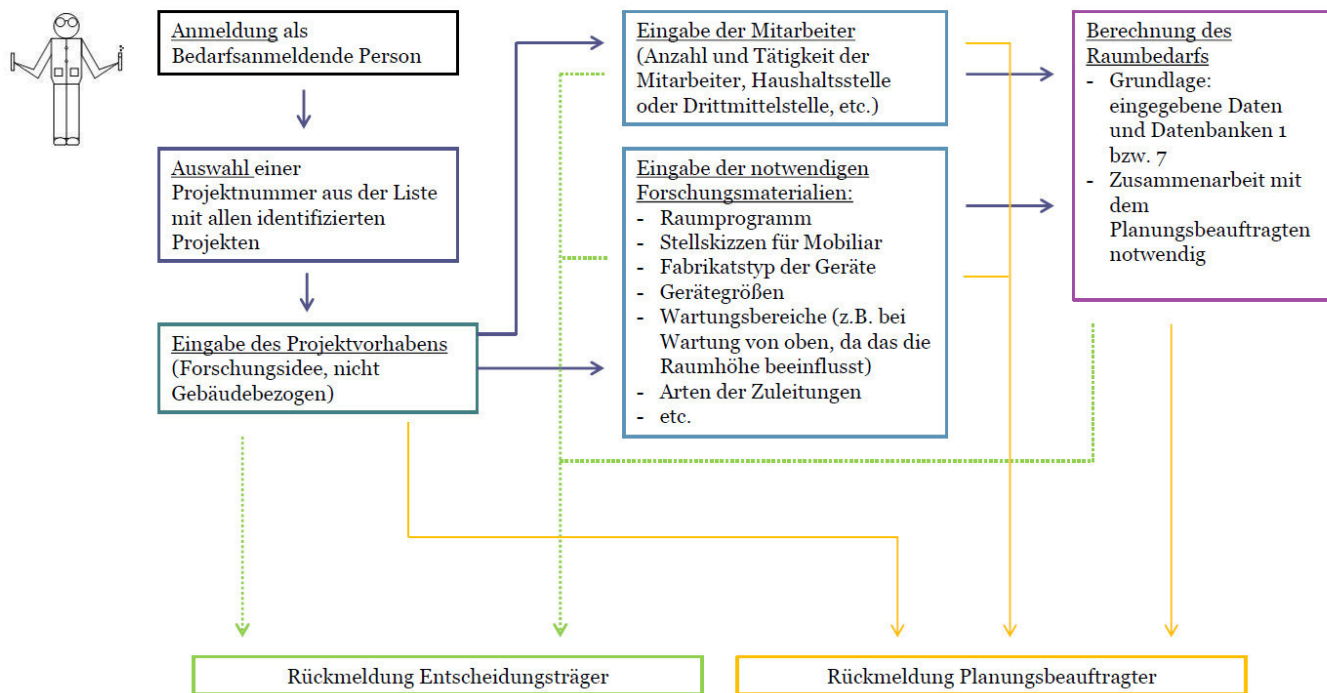 Anmeldung als
Bedarfsanmeldende Person
Auswahl einer
Projektnummer aus der Liste
mit allen identifizierten
Projekten
Eingabe des Projektvorhabens
(Forschungsidee, nicht
Gebäudebezogen)
Eingabe der Mitarbeiter
(Anzahl und Tätigkeit der
Mitarbeiter, Haushaltsstelle
oder Drittmittelstelle, etc.)
Eingabe der notwendigen
Forschungsmaterialien:
- Raumprogramm
- Stellskizzen für Mobiliar
- Fabrikatstyp der Geräte
- Gerätegrößen
- Wartungsbereiche (z.B. bei
Wartung von oben, da das die
Raumhöhe beeinflusst)
- Arten der Zuleitungen
- etc.
Berechnung des
Raumbedarfs
- Grundlage:
eingegebene Daten
und Datenbanken 1
bzw. 7
- Zusammenarbeit mit
dem
Planungsbeauftragten
notwendig
Rückmeldung Entscheidungsträger
Rückmeldung Planungsbeauftragter